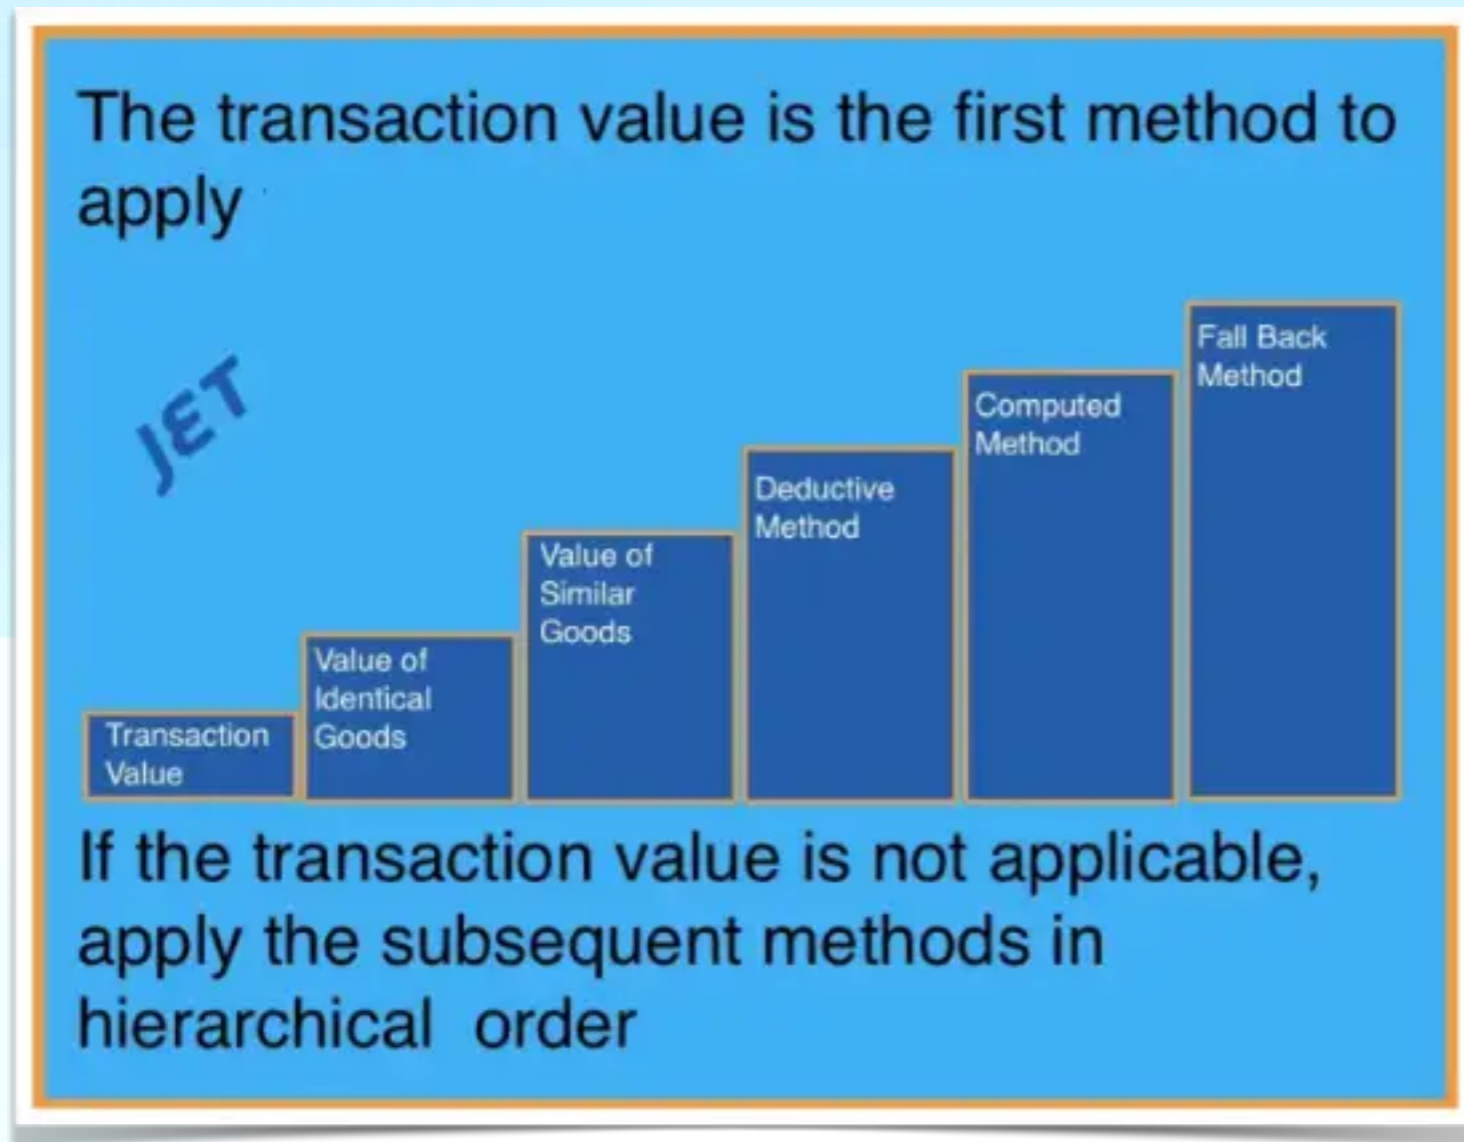 The transaction value is the first method to
apply
JET
Transaction
Value
Value of
Identical
Goods
Value of
Similar
Goods
Deductive
Method
Computed
Method
Fall Back
Method
If the transaction value is not applicable,
apply the subsequent methods in
hierarchical order